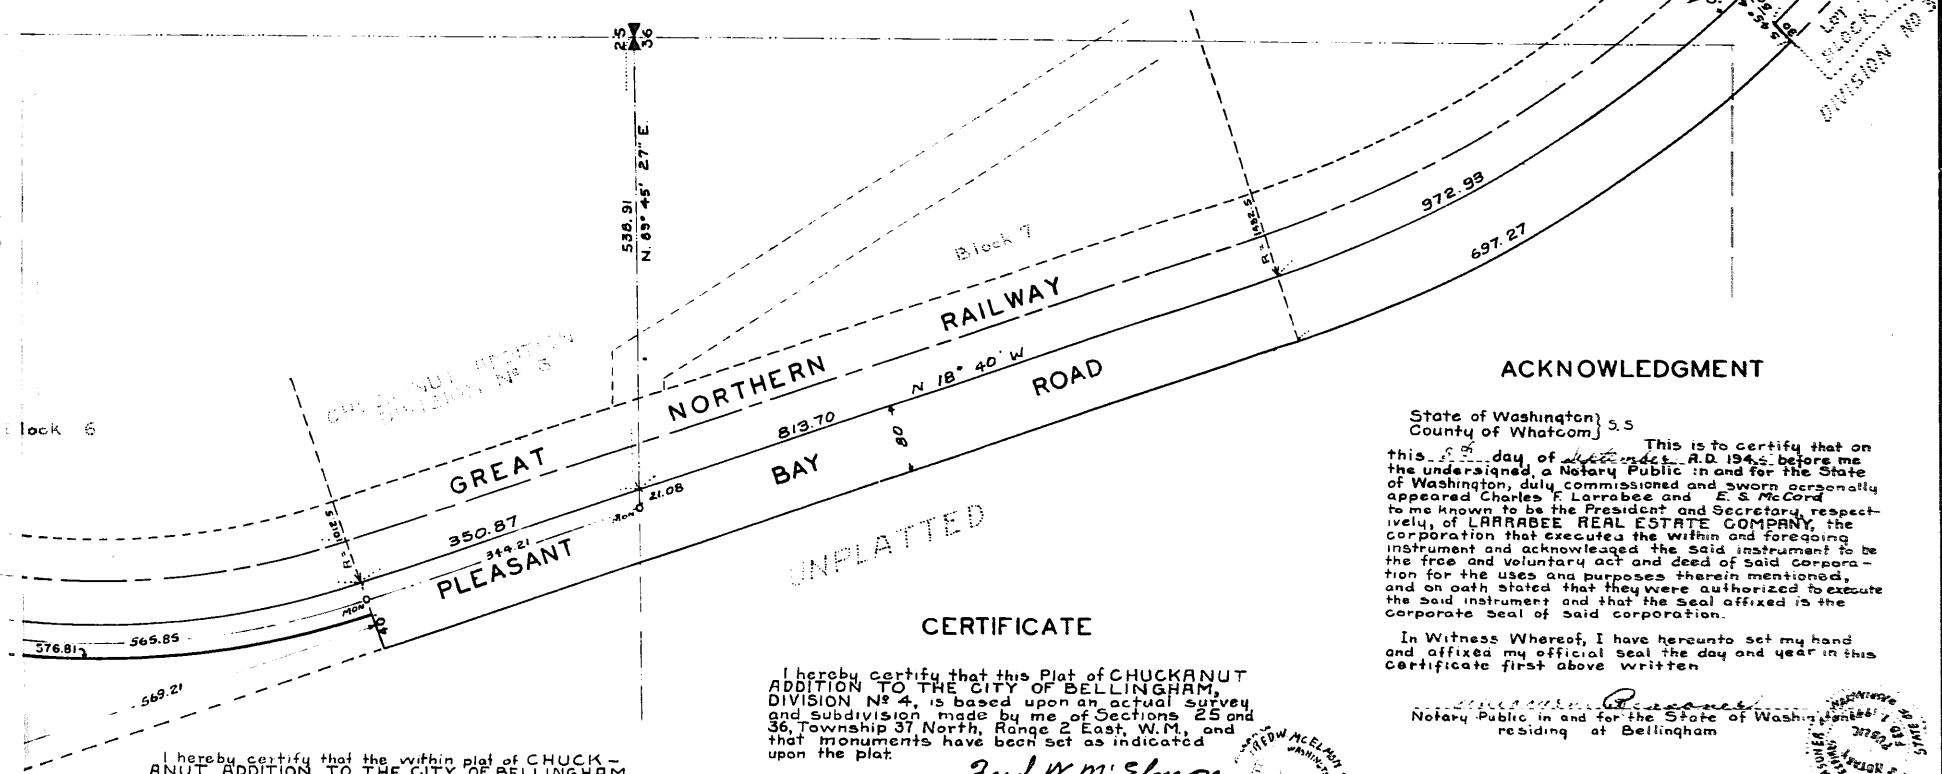 25
36
538.91
N. 89° 45' 27" E.
LOT
BLOCK
DIVISION NO
Block 7
R = 1482.5
972.93
697.27
GREAT NORTHERN RAILWAY
N 18° 40' W
813.70
80
PLEASANT BAY ROAD
350.87
344.21
21.08
MON
MON
40
lock 6
565.85
576.81
569.21
UNPLATTED
CERTIFICATE
I hereby certify that this Plat of CHUCKANUT
ADDITION TO THE CITY OF BELLINGHAM,
DIVISION Nº 4, is based upon an actual survey
and subdivision made by me of Sections 25 and
36, Township 37 North, Range 2 East, W.M., and
that monuments have been set as indicated
upon the plat.
I hereby certify that the within plat of CHUCK-
ANUT ADDITION TO THE CITY OF BELLINGHAM
ACKNOWLEDGMENT
State of Washington} S.S
County of Whatcom}
This is to certify that on
this day of September A.D. 194 before me
the undersigned, a Notary Public in and for the State
of Washington, duly commissioned and sworn personally
appeared Charles F. Larrabee and E. S. McCord
to me known to be the President and Secretary, respect-
ively, of LARRABEE REAL ESTATE COMPANY, the
corporation that executed the within and foregoing
instrument and acknowledged the said instrument to be
the free and voluntary act and deed of said corpora-
tion for the uses and purposes therein mentioned,
and on oath stated that they were authorized to execute
the said instrument and that the seal affixed is the
corporate seal of said corporation.
In Witness Whereof, I have hereunto set my hand
and affixed my official seal the day and year in this
certificate first above written
Notary Public in and for the State of Washington
residing at Bellingham